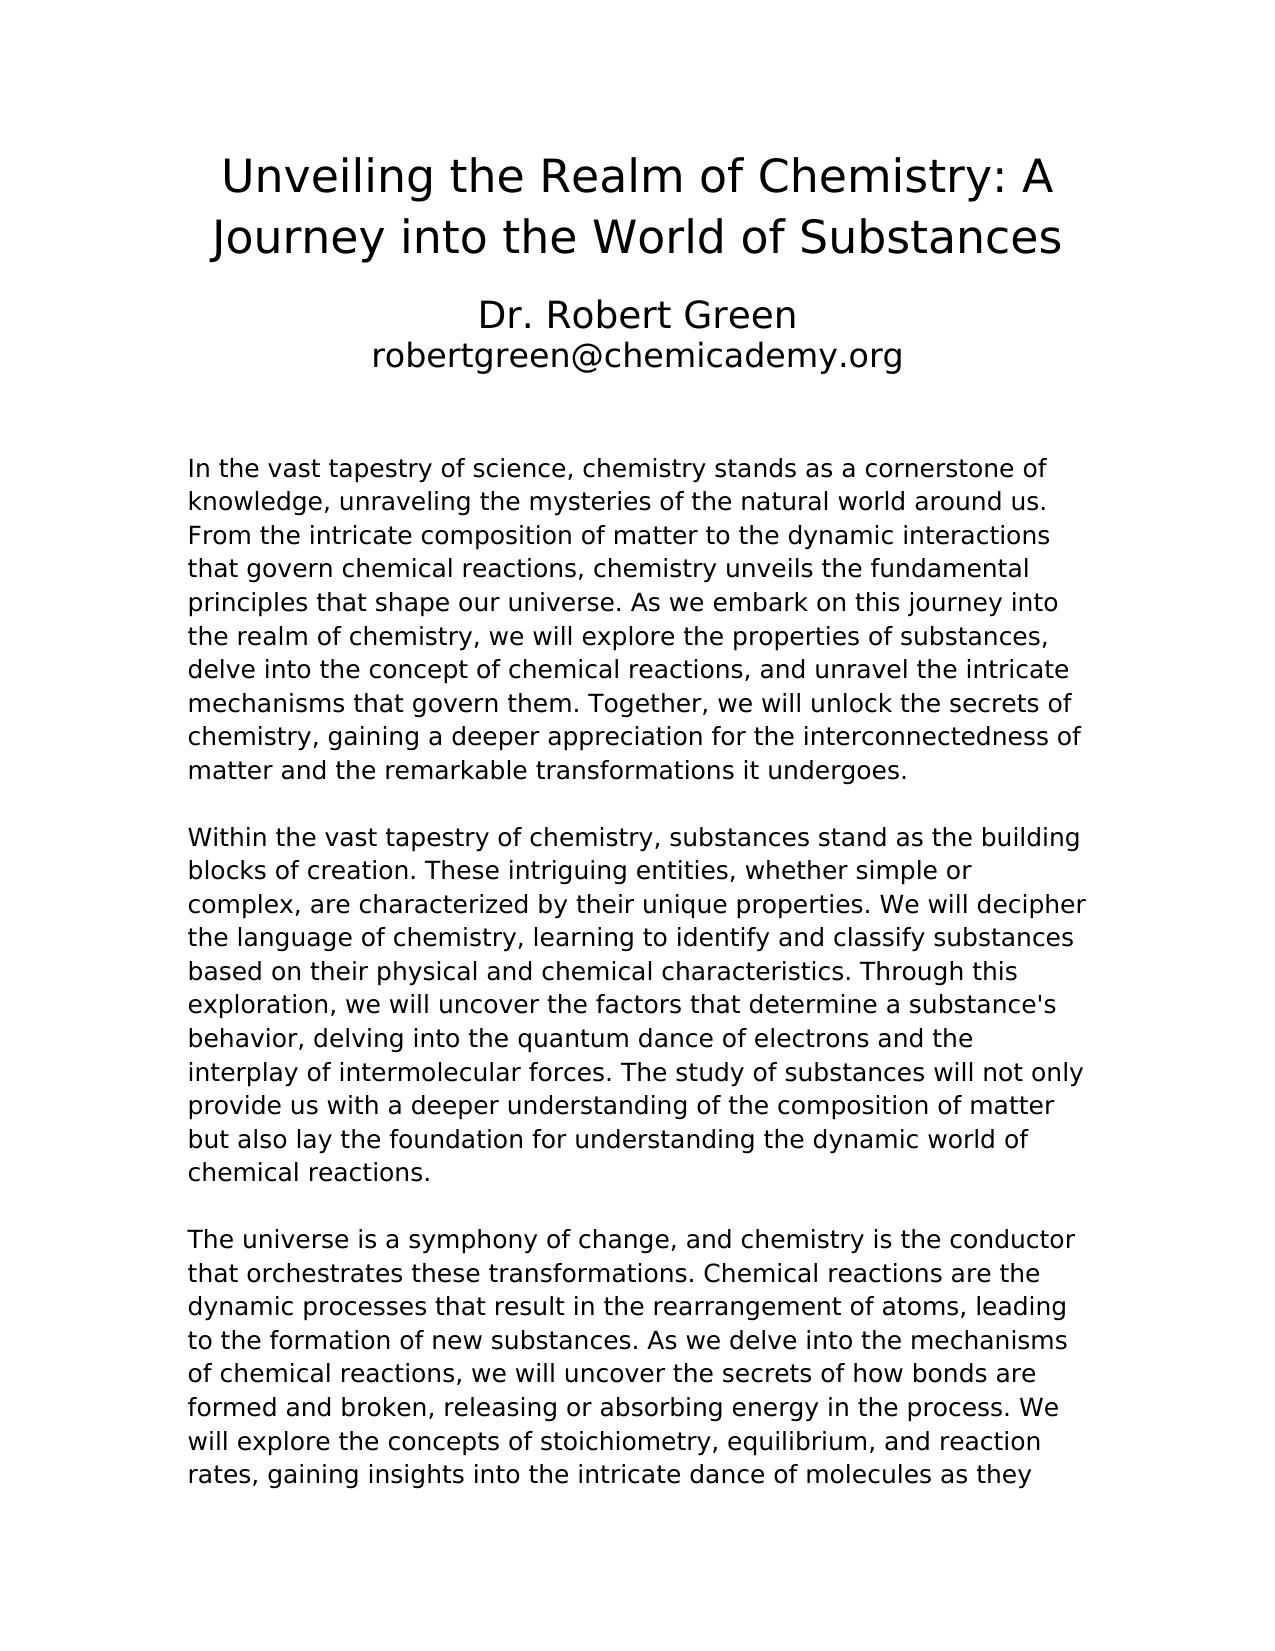 Unveiling the Realm of Chemistry: A
Journey into the World of Substances
Dr. Robert Green
robertgreen@chemicademy.org
In the vast tapestry of science, chemistry stands as a cornerstone of
knowledge, unraveling the mysteries of the natural world around us.
From the intricate composition of matter to the dynamic interactions
that govern chemical reactions, chemistry unveils the fundamental
principles that shape our universe. As we embark on this journey into
the realm of chemistry, we will explore the properties of substances,
delve into the concept of chemical reactions, and unravel the intricate
mechanisms that govern them. Together, we will unlock the secrets of
chemistry, gaining a deeper appreciation for the interconnectedness of
matter and the remarkable transformations it undergoes.
Within the vast tapestry of chemistry, substances stand as the building
blocks of creation. These intriguing entities, whether simple or
complex, are characterized by their unique properties. We will decipher
the language of chemistry, learning to identify and classify substances
based on their physical and chemical characteristics. Through this
exploration, we will uncover the factors that determine a substance's
behavior, delving into the quantum dance of electrons and the
interplay of intermolecular forces. The study of substances will not only
provide us with a deeper understanding of the composition of matter
but also lay the foundation for understanding the dynamic world of
chemical reactions.
The universe is a symphony of change, and chemistry is the conductor
that orchestrates these transformations. Chemical reactions are the
dynamic processes that result in the rearrangement of atoms, leading
to the formation of new substances. As we delve into the mechanisms
of chemical reactions, we will uncover the secrets of how bonds are
formed and broken, releasing or absorbing energy in the process. We
will explore the concepts of stoichiometry, equilibrium, and reaction
rates, gaining insights into the intricate dance of molecules as they